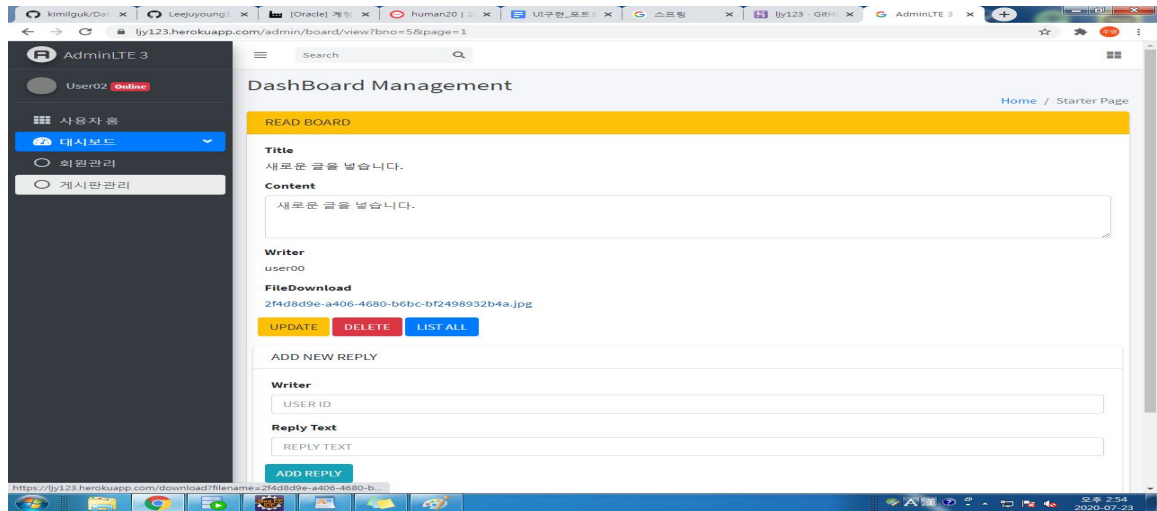 kimilguk/Dat
Leejuyoung1
[Oracle] 계정
human20 | 2
UI구현_포트
스프링
ljy123 - GitH
AdminLTE 3
ljy123.herokuapp.com/admin/board/view?bno=5&page=1
주영
AdminLTE 3
Search
User02 Online
DashBoard Management
Home / Starter Page
사용자 홈
READ BOARD
대시보드
Title
회원관리
새로운 글을 넣습니다.
게시판관리
Content
새로운 글을 넣습니다.
Writer
user00
FileDownload
2f4d8d9e-a406-4680-b6bc-bf2498932b4a.jpg
UPDATE DELETE LIST ALL
ADD NEW REPLY
Writer
USER ID
Reply Text
REPLY TEXT
ADD REPLY
https://ljy123.herokuapp.com/download?filename=2f4d8d9e-a406-4680-b...
A 漢
오후 2:54
2020-07-23